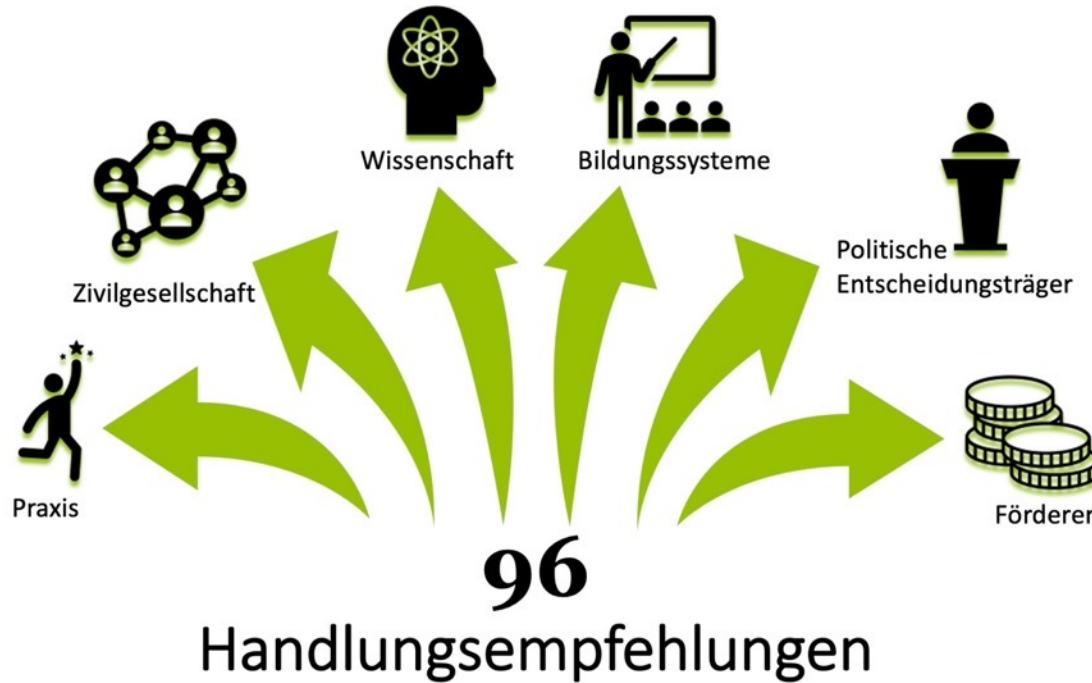 Wissenschaft
Bildungssysteme
Politische
Entscheidungsträger
Zivilgesellschaft
Praxis
Förderer
96
Handlungsempfehlungen